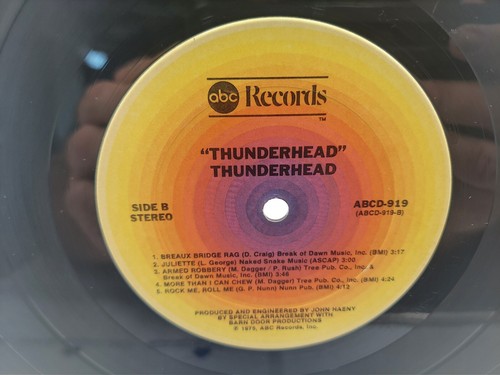 abc Records
TM
"THUNDERHEAD"
THUNDERHEAD
SIDE B
STEREO
ABCD-919
(ABCD-919-B)
1. BREAUX BRIDGE RAG (D. Craig) Break of Dawn Music, Inc. (BMI) 3:17
2. JULIETTE (L. George) Naked Snake Music (ASCAP) 3:00
3. ARMED ROBBERY (M. Dagger / P. Rush) Tree Pub. Co., Inc. &
Break of Dawn Music, Inc. (BMI) 3:46
4. MORE THAN I CAN CHEW (M. Dagger) Tree Pub. Co., Inc. (BMI) 4:24
5. ROCK ME, ROLL ME (G. P. Nunn) Nunn Pub. (BMI) 4:13
PRODUCED AND ENGINEERED BY JOHN HAENY
BY SPECIAL ARRANGEMENT WITH
BARN DOOR PRODUCTIONS
℗ 1975, ABC Records, Inc.